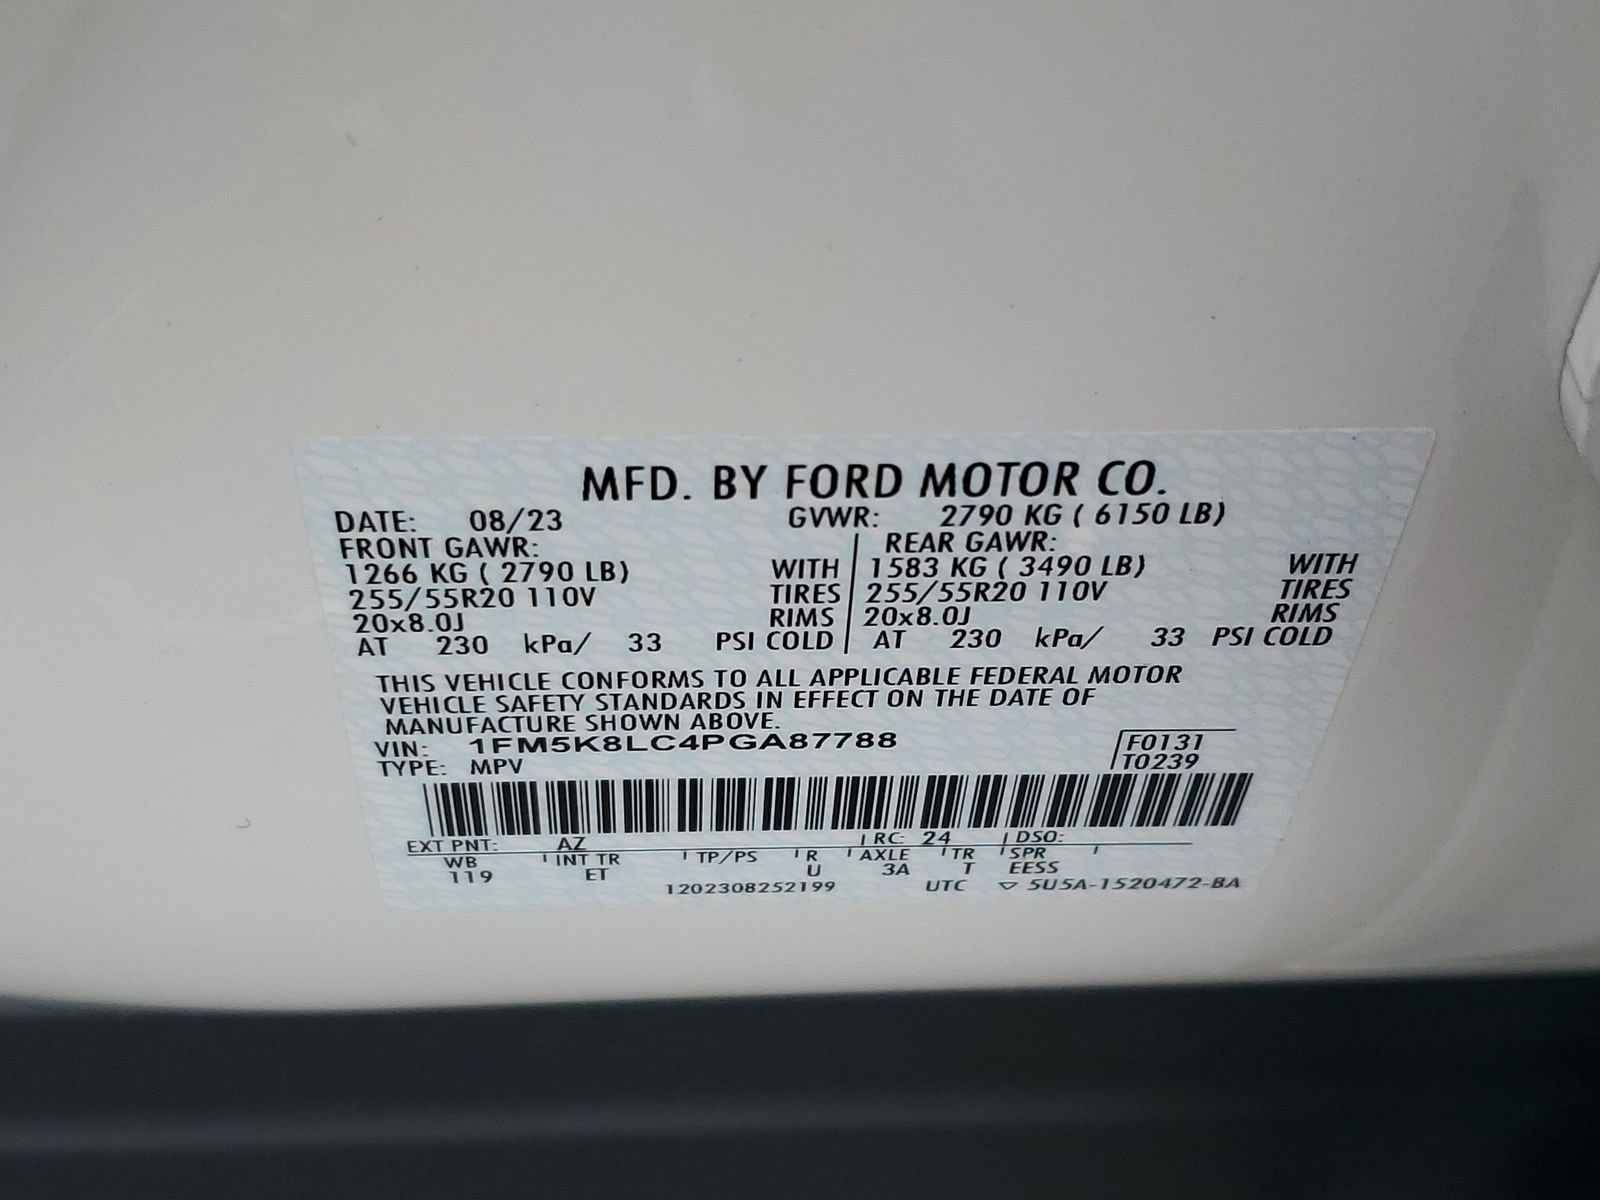 MFD. BY FORD MOTOR CO.
DATE: 08/23 GVWR: 2790 KG ( 6150 LB)
FRONT GAWR: REAR GAWR:
1266 KG ( 2790 LB) WITH 1583 KG ( 3490 LB) WITH
255/55R20 110V TIRES 255/55R20 110V TIRES
20x8.0J RIMS 20x8.0J RIMS
AT 230 kPa/ 33 PSI COLD AT 230 kPa/ 33 PSI COLD
THIS VEHICLE CONFORMS TO ALL APPLICABLE FEDERAL MOTOR
VEHICLE SAFETY STANDARDS IN EFFECT ON THE DATE OF
MANUFACTURE SHOWN ABOVE.
VIN: 1FM5K8LC4PGA87788 F0131
TYPE: MPV T0239
EXT PNT: AZ RC: 24 DSO:
WB INT TR TP/PS R AXLE TR SPR
119 ET U 3A T EESS
1202308252199 UTC ▽ 5U5A-1520472-BA